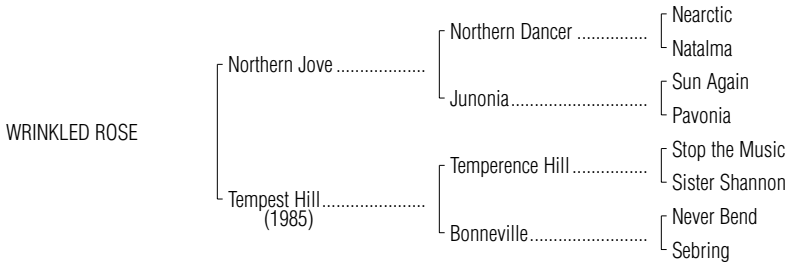 Nearctic
Northern Dancer ...............
Natalma
Northern Jove ...................
Sun Again
Junonia.............................
Pavonia
WRINKLED ROSE
Stop the Music
Temperence Hill ................
Sister Shannon
Tempest Hill......................
(1985)
Never Bend
Bonneville.........................
Sebring